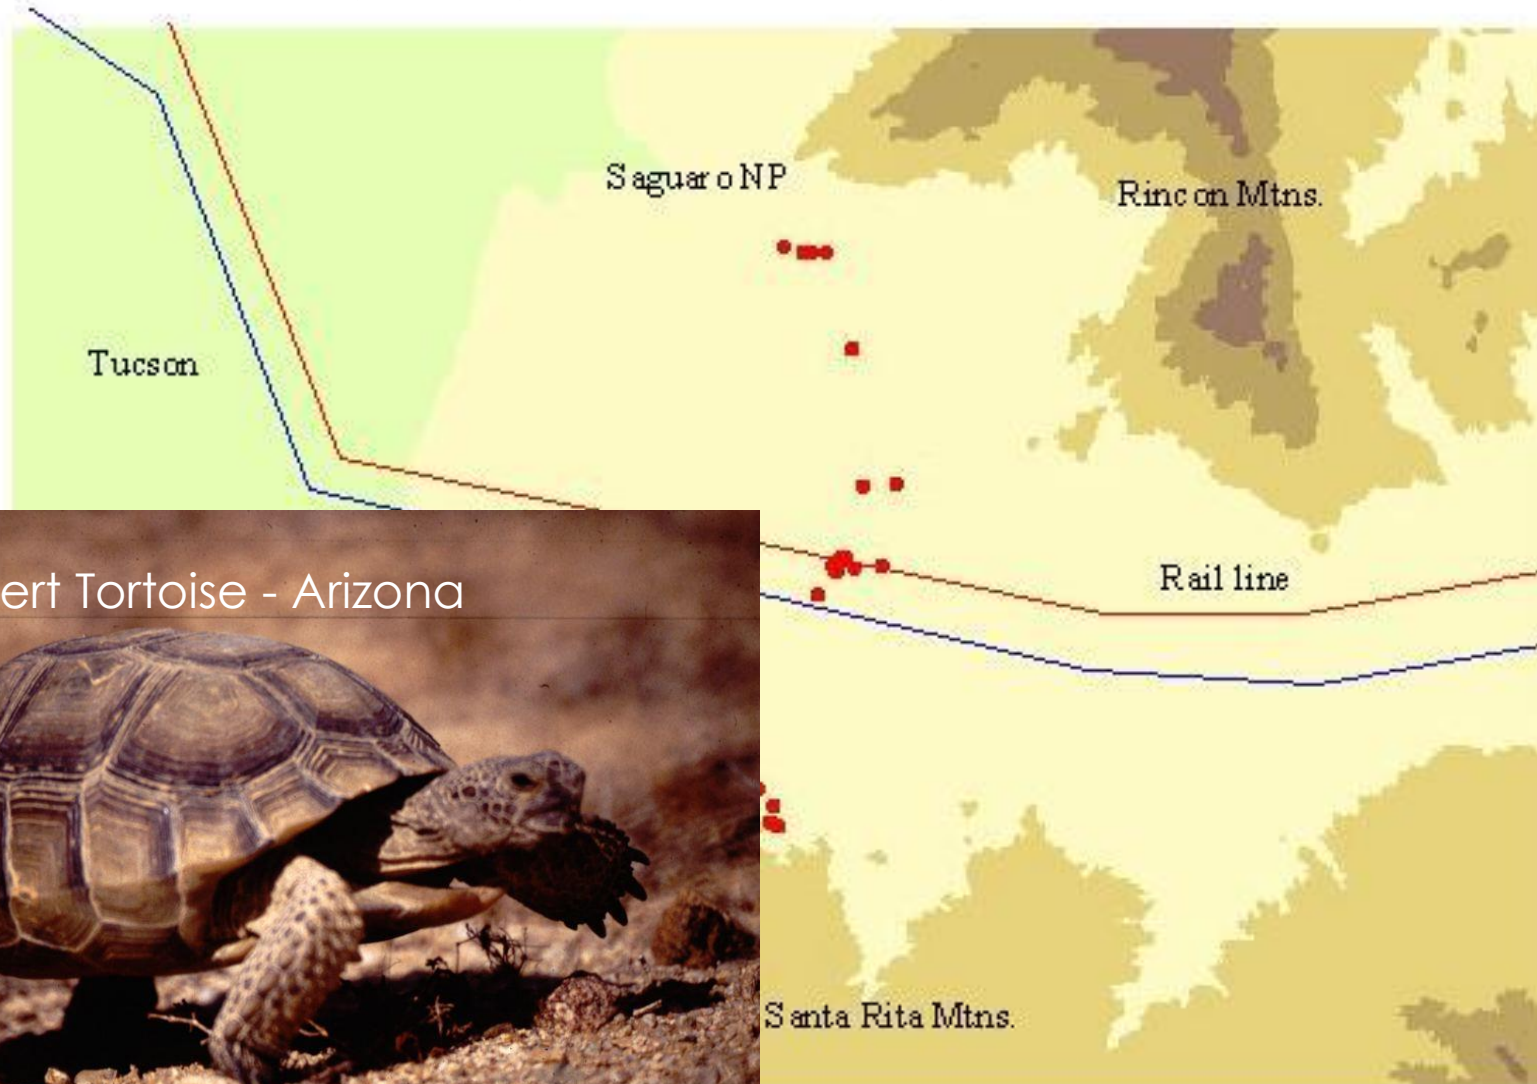 Saguaro NP
Rincon Mtns.
Tucson
Rail line
ert Tortoise - Arizona
Santa Rita Mtns.